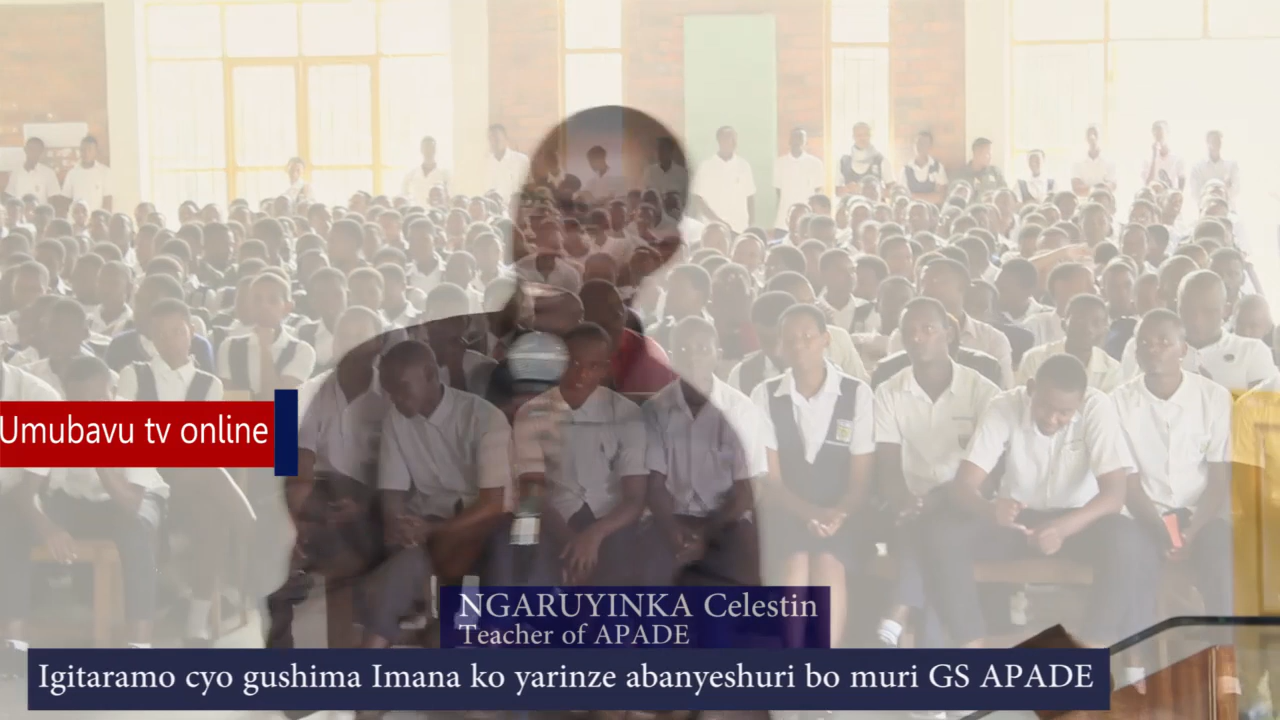 Umubavu tv online
NGARUYINKA Celestin
Teacher of APADE
Igitaramo cyo gushima Imana ko yarinze abanyeshuri bo muri GS APADE